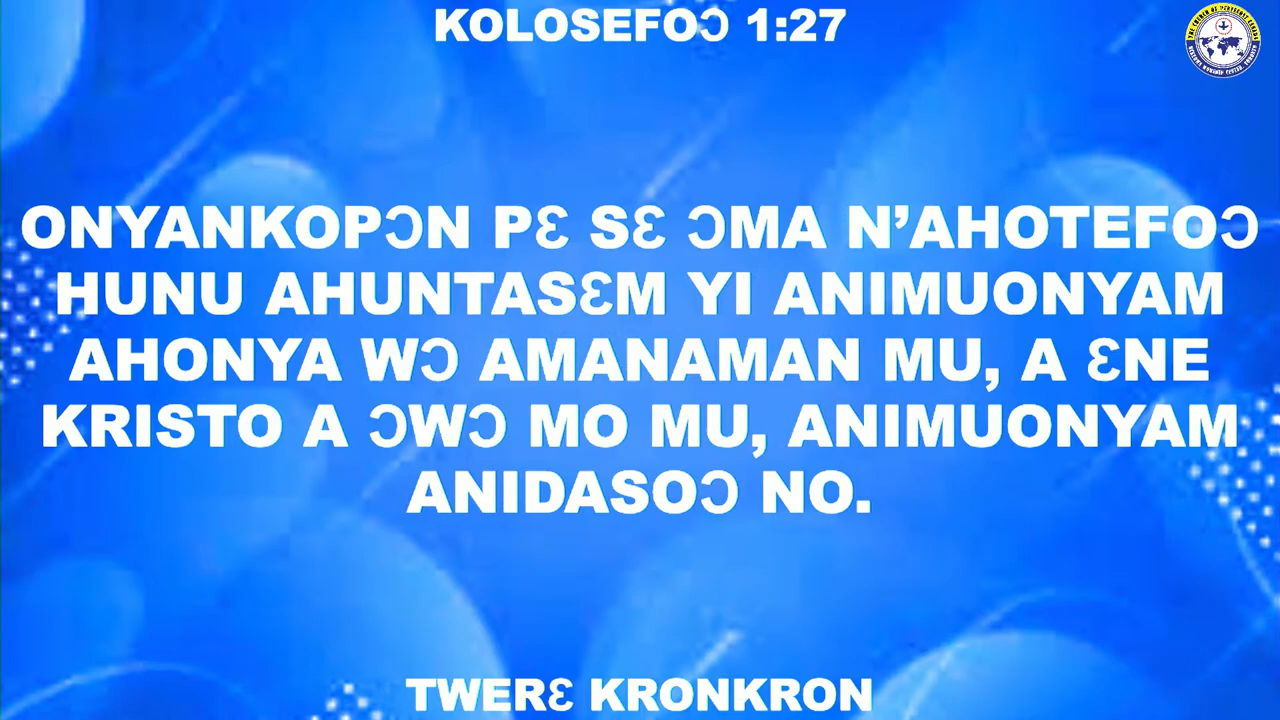 KOLOSEFOƆ 1:27
ONYANKOPƆN PƐ SƐ ƆMA N’AHOTEFOƆ
HUNU AHUNTASƐM YI ANIMUONYAM
AHONYA WƆ AMANAMAN MU, A ƐNE
KRISTO A ƆWƆ MO MU, ANIMUONYAM
ANIDASOƆ NO.
TWERƐ KRONKRON